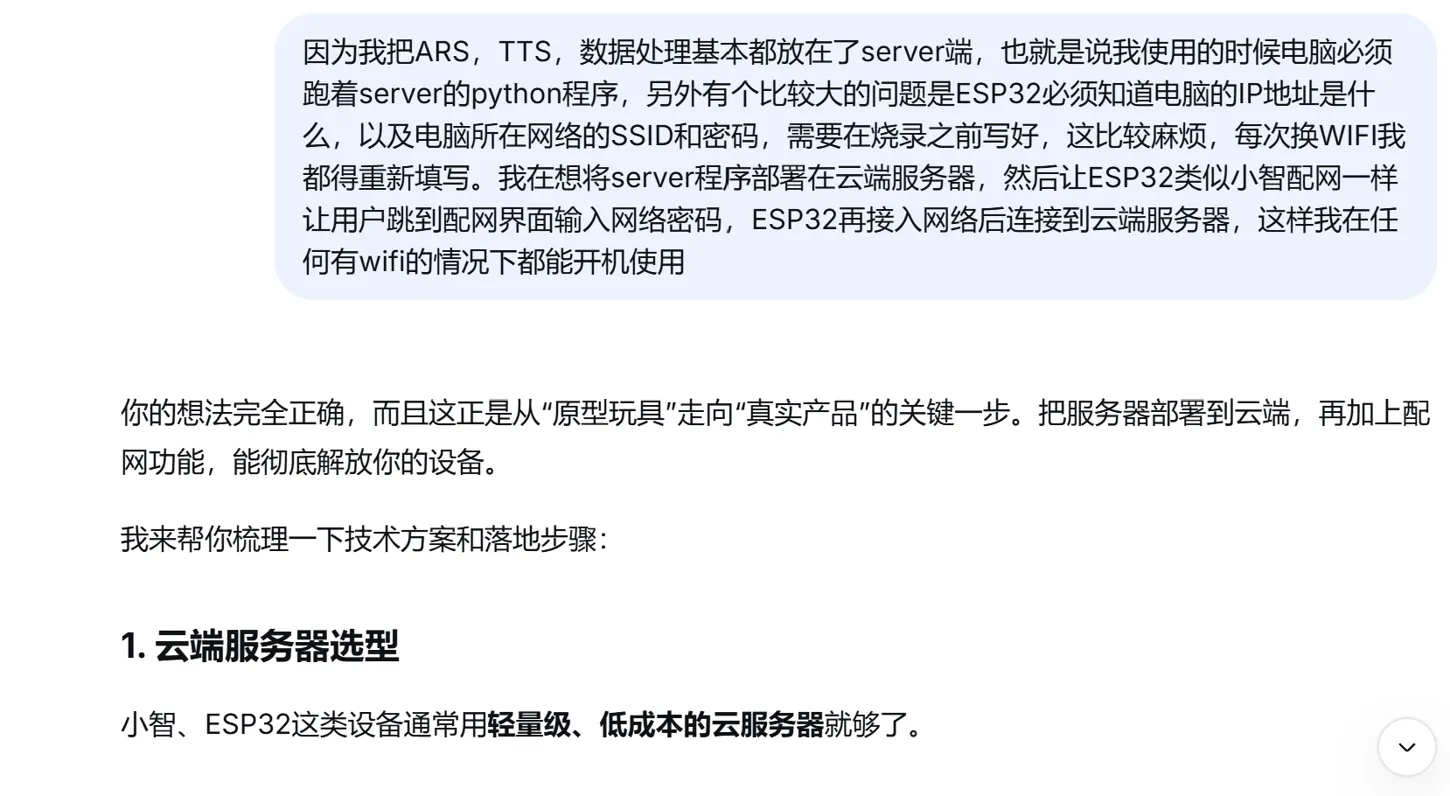 因为我把ARS，TTS，数据处理基本都放在了server端，也就是说我使用的时候电脑必须
跑着server的python程序，另外有个比较大的问题是ESP32必须知道电脑的IP地址是什
么，以及电脑所在网络的SSID和密码，需要在烧录之前写好，这比较麻烦，每次换WIFI我
都得重新填写。我在想将server程序部署在云端服务器，然后让ESP32类似小智配网一样
让用户跳到配网界面输入网络密码，ESP32再接入网络后连接到云端服务器，这样我在任
何有wifi的情况下都能开机使用
你的想法完全正确，而且这正是从“原型玩具”走向“真实产品”的关键一步。把服务器部署到云端，再加上配
网功能，能彻底解放你的设备。
我来帮你梳理一下技术方案和落地步骤：
1. 云端服务器选型
小智、ESP32这类设备通常用轻量级、低成本的云服务器就够了。